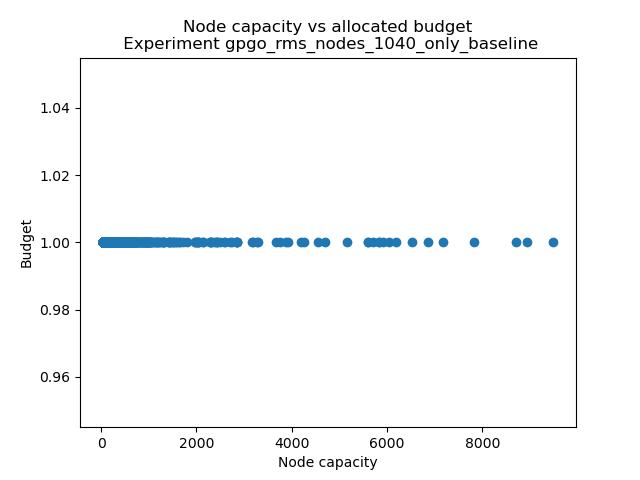 Node capacity vs allocated budget
Experiment gpgo_rms_nodes_1040_only_baseline
1.04
1.02
1.00
0.98
0.96
Budget
0
2000
4000
6000
8000
Node capacity